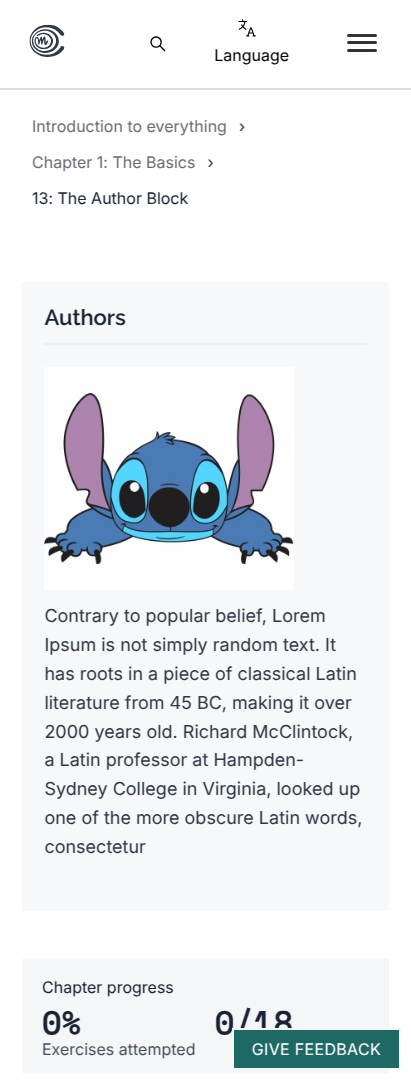 Language
Introduction to everything ›
Chapter 1: The Basics ›
13: The Author Block
Authors
Contrary to popular belief, Lorem
Ipsum is not simply random text. It
has roots in a piece of classical Latin
literature from 45 BC, making it over
2000 years old. Richard McClintock,
a Latin professor at Hampden-
Sydney College in Virginia, looked up
one of the more obscure Latin words,
consectetur
Chapter progress
0% 0/18
Exercises attempted
GIVE FEEDBACK